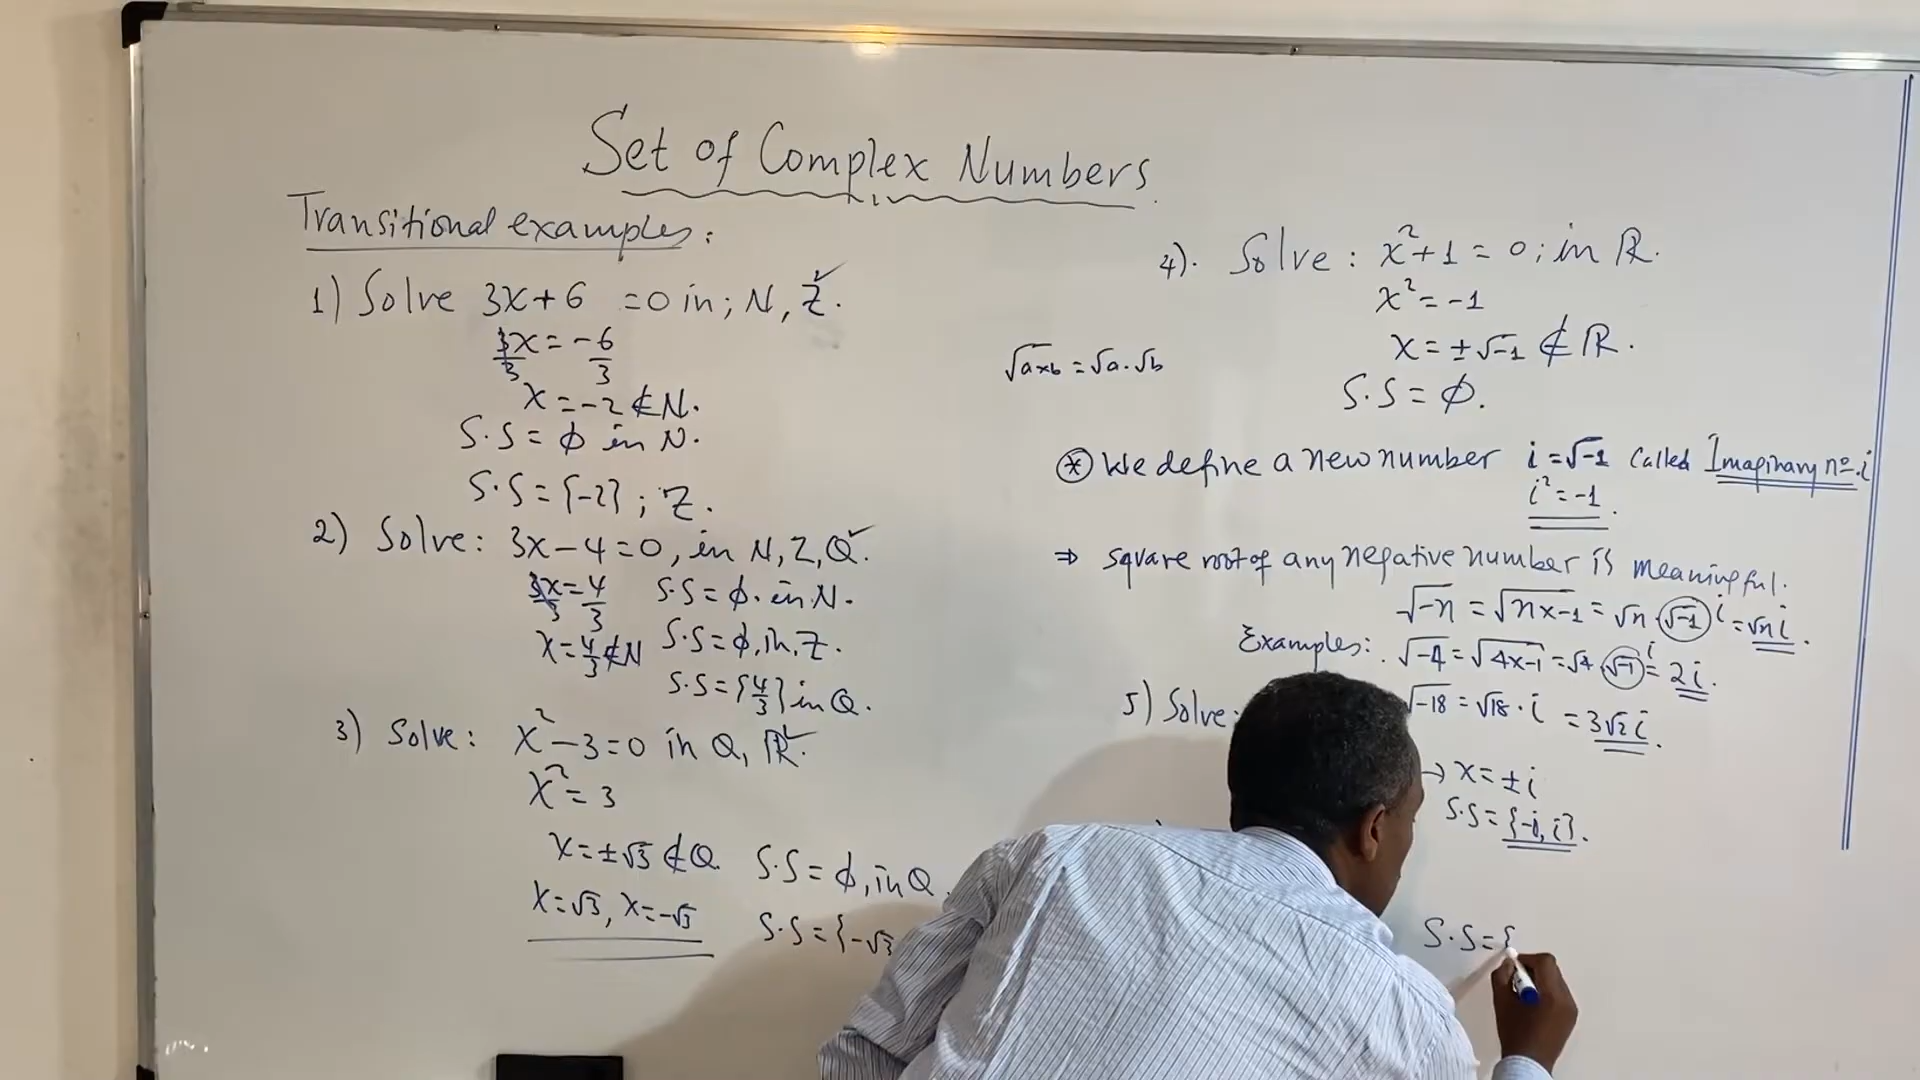 Set of Complex Numbers.
Transitional examples:
1) Solve 3x+6 =0 in; N, Z. ✓
3x/3 = -6/3
x = -2 ∉ N.
S.S = ϕ in N.
S.S = {-2} ; Z.
2) Solve: 3x-4=0, in N, Z, Q. ✓
3x/3 = 4/3
x = 4/3 ∉ N
S.S = ϕ. in N.
S.S = ϕ, in, Z.
S.S = {4/3} in Q.
3) Solve: x²-3=0 in Q, R. ✓
x² = 3
x = ±√3 ∉ Q
x = √3, x = -√3
S.S = ϕ, in Q
S.S = {-√3
√a×b = √a.√b
4). Solve: x²+1=0; in R.
x² = -1
x = ±√-1 ∉ R.
S.S = ϕ.
* We define a new number i = √-1 called Imaginary no. i
i² = -1.
⇒ square root of any negative number is meaningful.
√-n = √n×-1 = √n.√-1 i = √n i.
Examples: . √-4 = √4×-1 = √4.√-1 i = 2i.
√-18 = √18 . i = 3√2 i.
5) Solve:
→ x = ±i
S.S = {-i, i}.
S.S = {